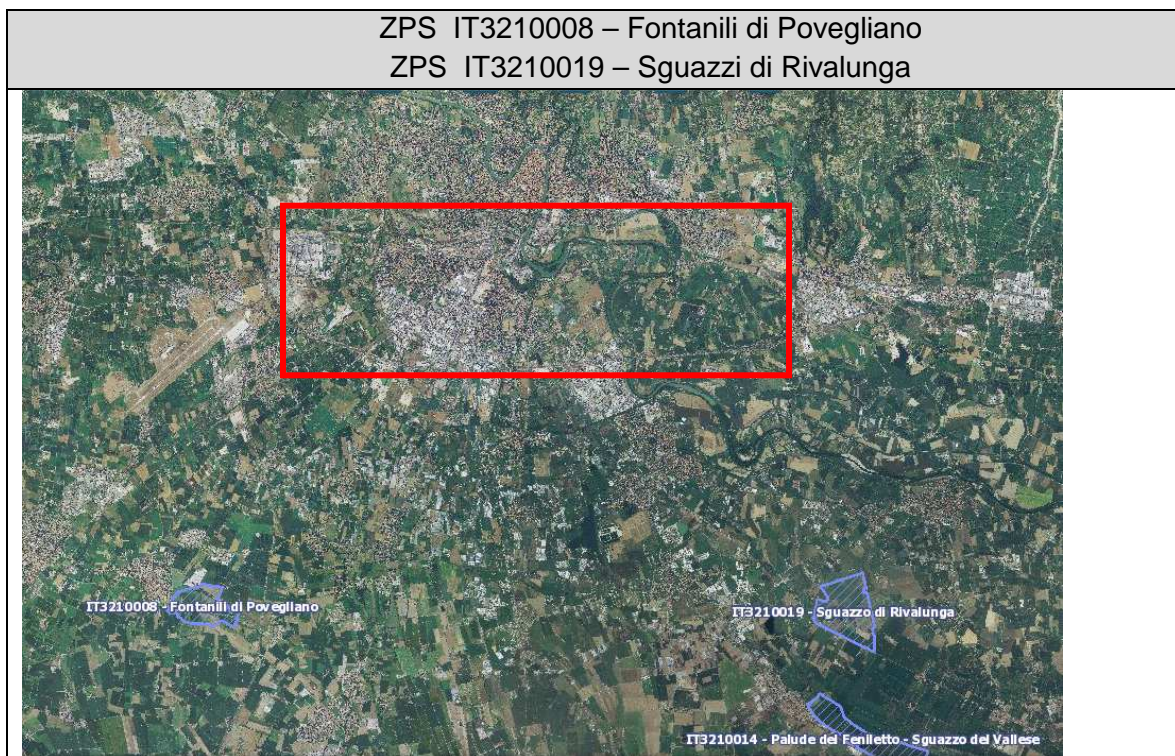 ZPS IT3210008 – Fontanili di Povegliano
ZPS IT3210019 – Sguazzi di Rivalunga
IT3210008 - Fontanili di Povegliano
IT3210019 - Sguazzo di Rivalunga
IT3210014 - Palude del Feniletto - Sguazzo del Vallese